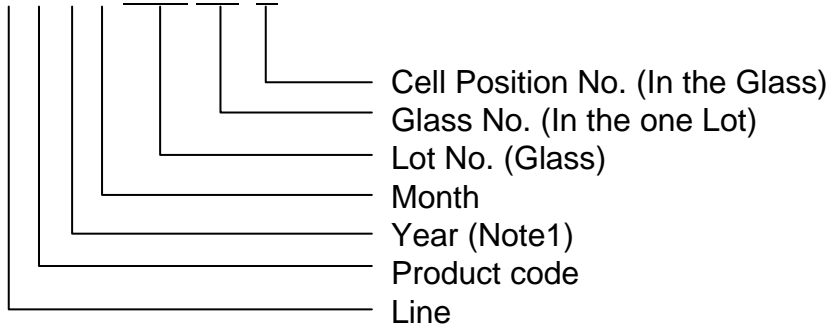 Cell Position No. (In the Glass)
Glass No. (In the one Lot)
Lot No. (Glass)
Month
Year (Note1)
Product code
Line